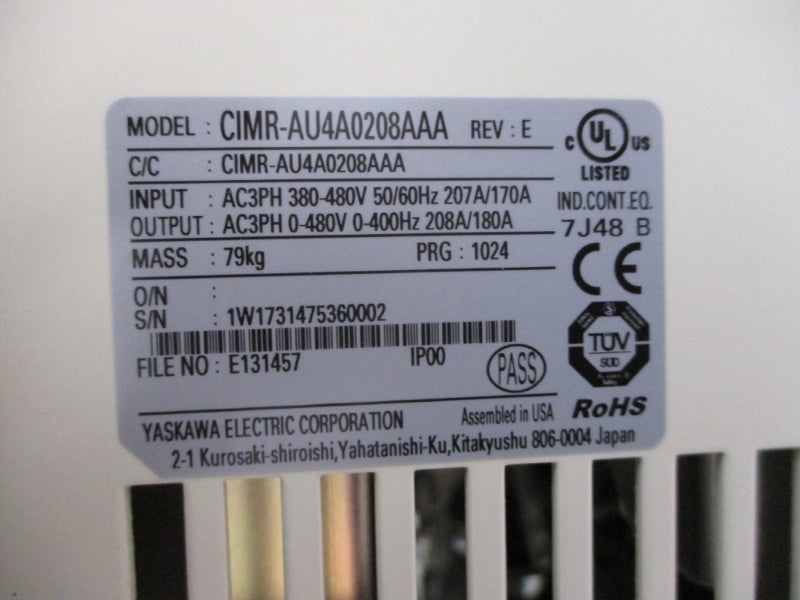 MODEL : CIMR-AU4A0208AAA REV : E
C/C : CIMR-AU4A0208AAA
INPUT : AC3PH 380-480V 50/60Hz 207A/170A
OUTPUT : AC3PH 0-480V 0-400Hz 208A/180A
MASS : 79kg PRG : 1024
O/N :
S/N : 1W1731475360002
FILE NO : E131457 IP00
PASS
C UL US
LISTED
IND.CONT.EQ.
7J48 B
CE
TÜV
SÜD
RoHS
YASKAWA ELECTRIC CORPORATION Assembled in USA
2-1 Kurosaki-shiroishi,Yahatanishi-Ku,Kitakyushu 806-0004 Japan